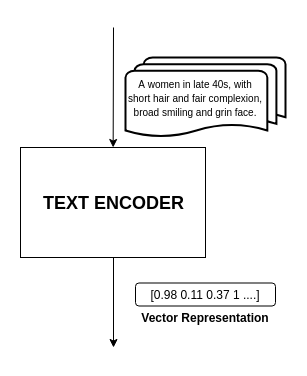 A women in late 40s, with
short hair and fair complexion,
broad smiling and grin face.
TEXT ENCODER
[0.98 0.11 0.37 1 ....]
Vector Representation